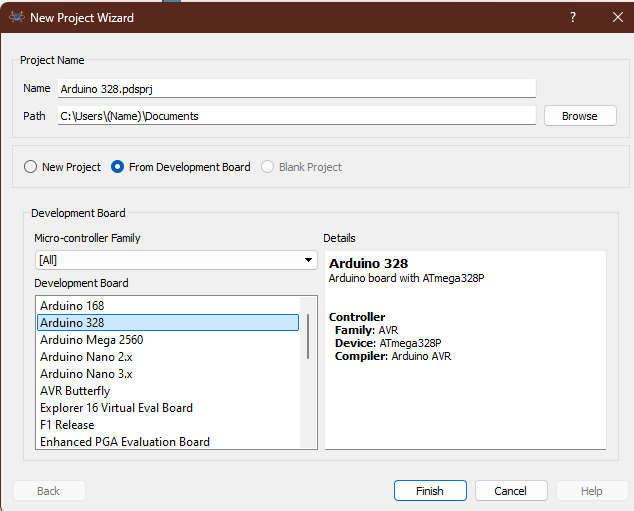 New Project Wizard
?
Project Name
Name Arduino 328.pdsprj
Path C:\Users\(Name)\Documents Browse
New Project From Development Board Blank Project
Development Board
Micro-controller Family
[All]
Development Board
Arduino 168
Arduino 328
Arduino Mega 2560
Arduino Nano 2.x
Arduino Nano 3.x
AVR Butterfly
Explorer 16 Virtual Eval Board
F1 Release
Enhanced PGA Evaluation Board
Details
Arduino 328
Arduino board with ATmega328P
Controller
Family: AVR
Device: ATmega328P
Compiler: Arduino AVR
Back Finish Cancel Help